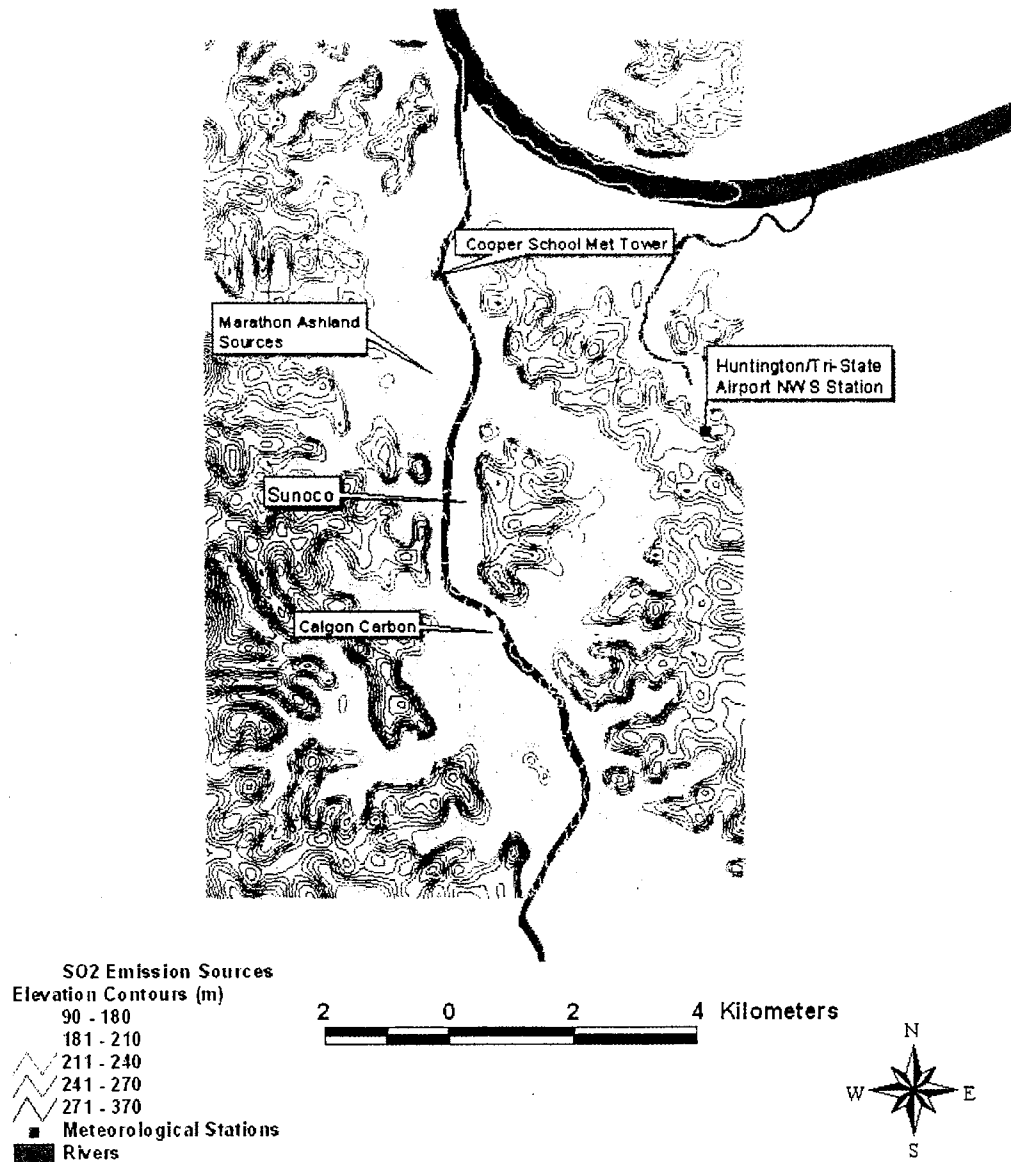 Cooper School Met Tower
Marathon Ashland
Sources
Huntington/Tri-State
Airport NWS Station
Sunoco
Calgon Carbon
SO2 Emission Sources
Elevation Contours (m)
90 - 180
181 - 210
211 - 240
241 - 270
271 - 370
Meteorological Stations
Rivers
2 0 2 4 Kilometers
N
W E
S